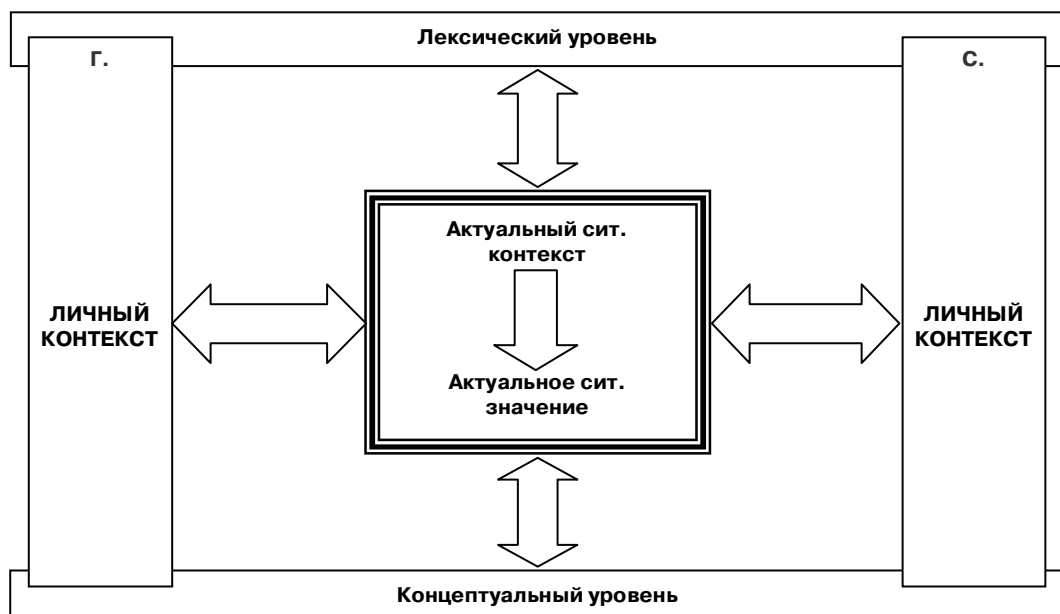 Лексический уровень
Г.
С.
Актуальный сит.
контекст
ЛИЧНЫЙ
КОНТЕКСТ
ЛИЧНЫЙ
КОНТЕКСТ
Актуальное сит.
значение
Концептуальный уровень